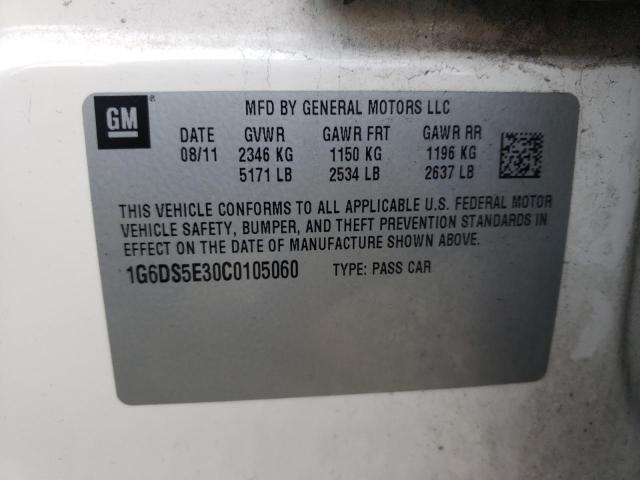 GM
®
MFD BY GENERAL MOTORS LLC
DATE GVWR GAWR FRT GAWR RR
08/11 2346 KG 1150 KG 1196 KG
5171 LB 2534 LB 2637 LB
THIS VEHICLE CONFORMS TO ALL APPLICABLE U.S. FEDERAL MOTOR
VEHICLE SAFETY, BUMPER, AND THEFT PREVENTION STANDARDS IN
EFFECT ON THE DATE OF MANUFACTURE SHOWN ABOVE.
1G6DS5E30C0105060 TYPE: PASS CAR